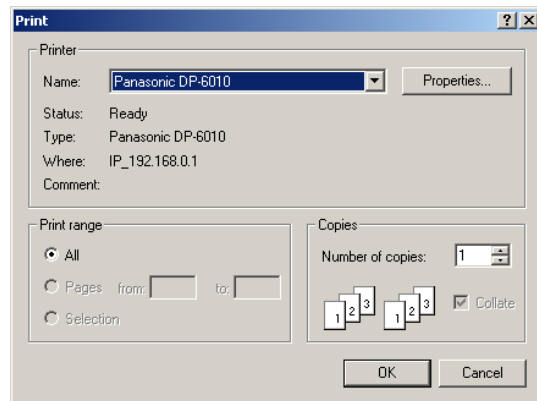 Print
Printer
Name: Panasonic DP-6010 Properties...
Status: Ready
Type: Panasonic DP-6010
Where: IP_192.168.0.1
Comment:
Print range
All
Pages from: to:
Selection
Copies
Number of copies: 1
1 2 3 1 2 3 Collate
OK Cancel